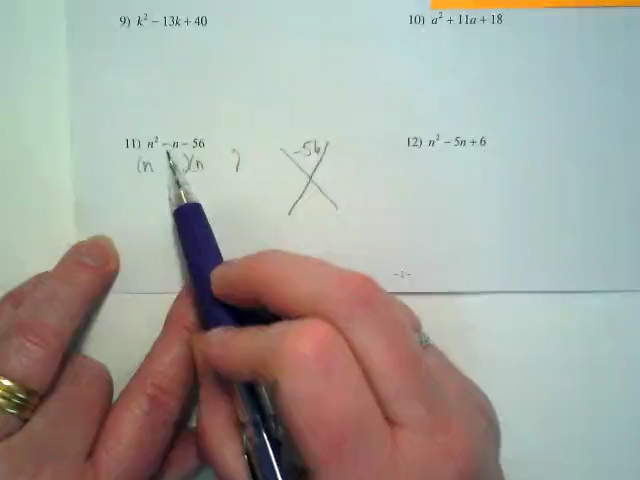 9) k² − 13k + 40
10) a² + 11a + 18
11) n² − n − 56
(n )(n )
-56
12) n² − 5n + 6
-1-